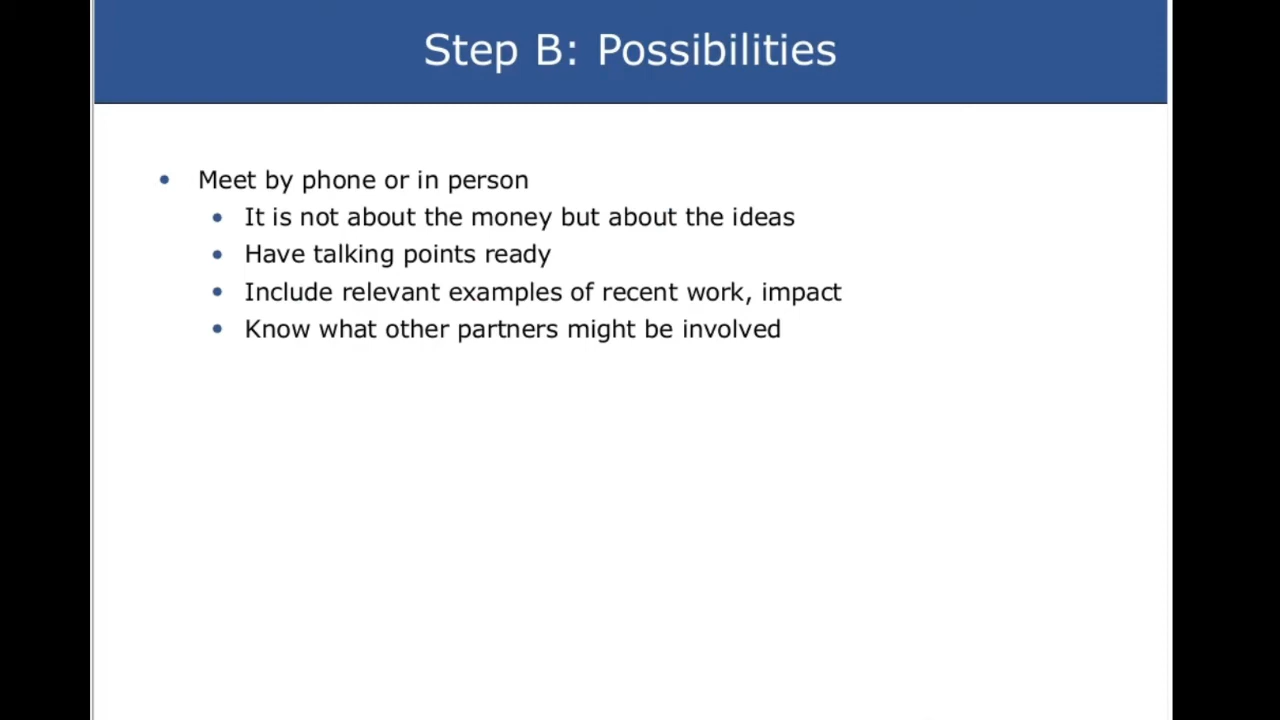 Step B: Possibilities
• Meet by phone or in person
• It is not about the money but about the ideas
• Have talking points ready
• Include relevant examples of recent work, impact
• Know what other partners might be involved